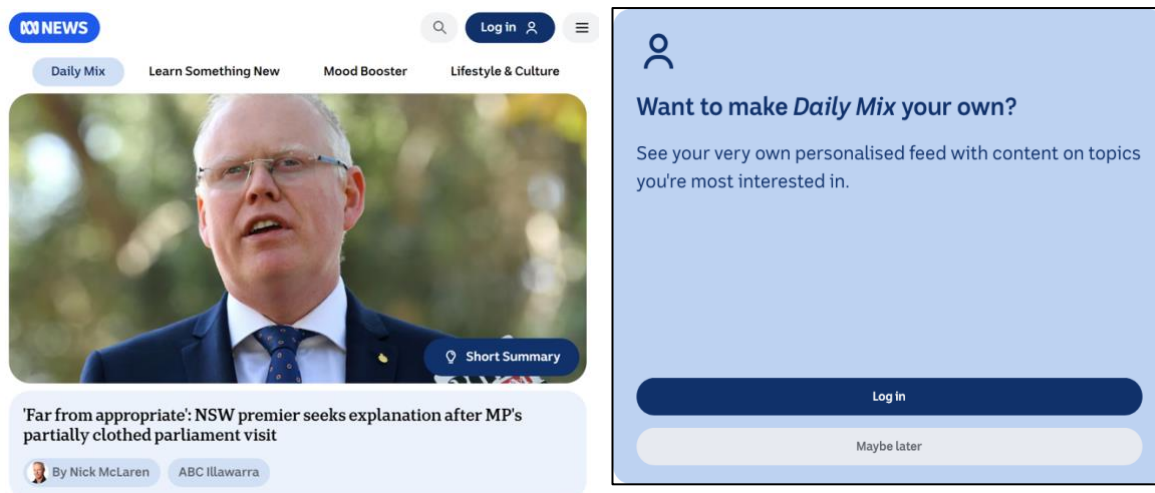 NEWS
Log in
Daily Mix
Learn Something New
Mood Booster
Lifestyle & Culture
Short Summary
'Far from appropriate': NSW premier seeks explanation after MP's
partially clothed parliament visit
By Nick McLaren
ABC Illawarra
Want to make Daily Mix your own?
See your very own personalised feed with content on topics
you're most interested in.
Log in
Maybe later